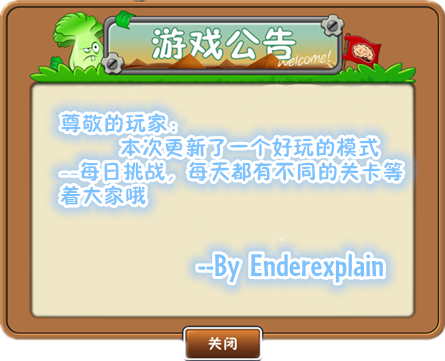 游戏公告
welcome!
尊敬的玩家：
本次更新了一个好玩的模式
--每日挑战，每天都有不同的关卡等
着大家哦
--By Enderexplain
关闭